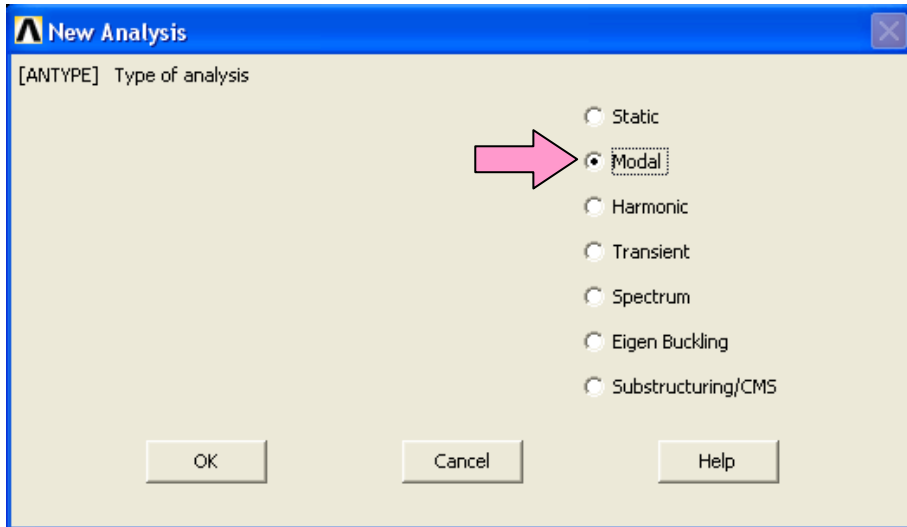 New Analysis
[ANTYPE] Type of analysis
Static
Modal
Harmonic
Transient
Spectrum
Eigen Buckling
Substructuring/CMS
OK Cancel Help